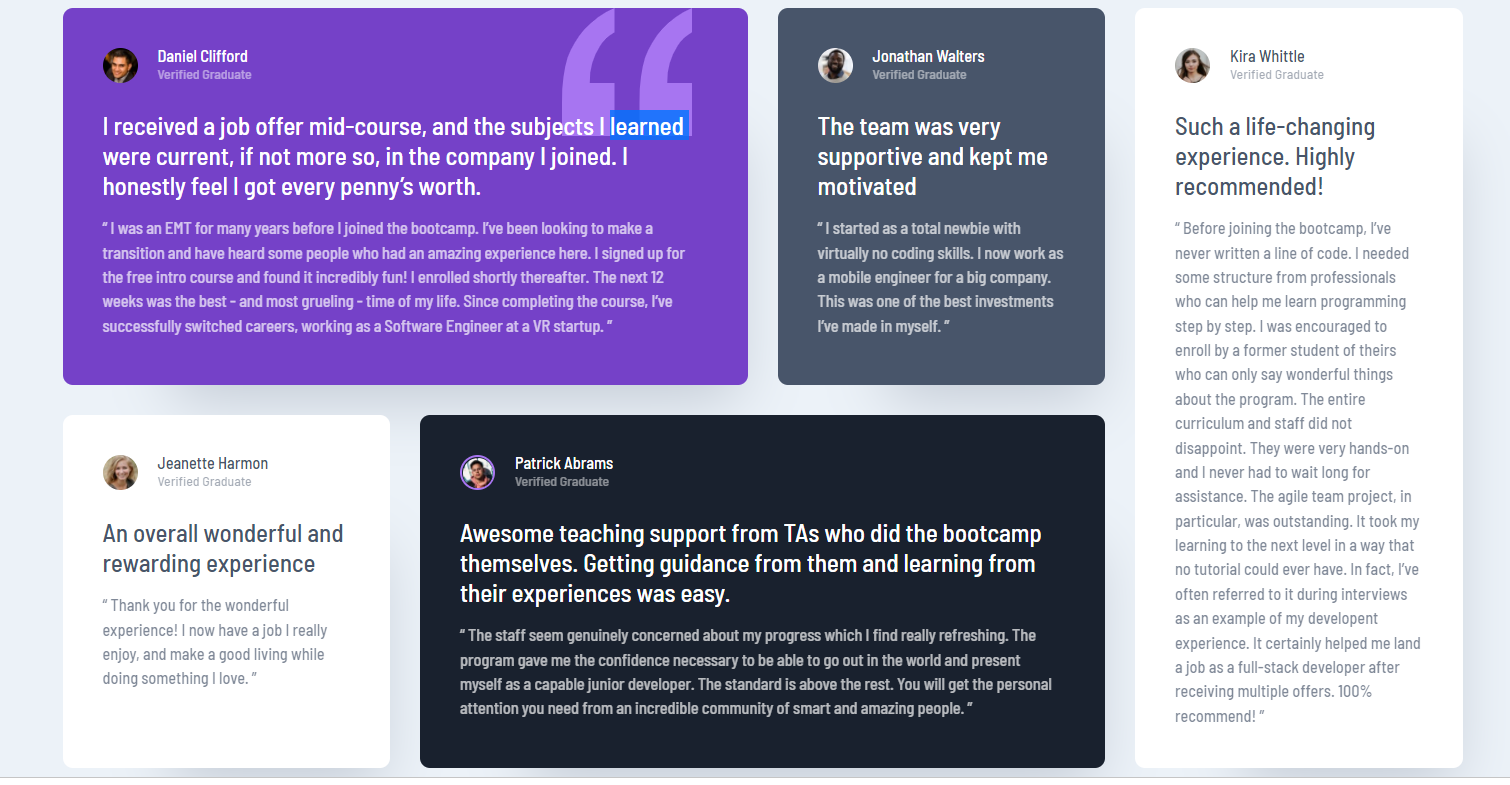 Daniel Clifford
Verified Graduate
I received a job offer mid-course, and the subjects I learned
were current, if not more so, in the company I joined. I
honestly feel I got every penny’s worth.
“ I was an EMT for many years before I joined the bootcamp. I’ve been looking to make a
transition and have heard some people who had an amazing experience here. I signed up for
the free intro course and found it incredibly fun! I enrolled shortly thereafter. The next 12
weeks was the best - and most grueling - time of my life. Since completing the course, I’ve
successfully switched careers, working as a Software Engineer at a VR startup. ”
Jonathan Walters
Verified Graduate
The team was very
supportive and kept me
motivated
“ I started as a total newbie with
virtually no coding skills. I now work as
a mobile engineer for a big company.
This was one of the best investments
I’ve made in myself. ”
Kira Whittle
Verified Graduate
Such a life-changing
experience. Highly
recommended!
“ Before joining the bootcamp, I’ve
never written a line of code. I needed
some structure from professionals
who can help me learn programming
step by step. I was encouraged to
enroll by a former student of theirs
who can only say wonderful things
about the program. The entire
curriculum and staff did not
disappoint. They were very hands-on
and I never had to wait long for
assistance. The agile team project, in
particular, was outstanding. It took my
learning to the next level in a way that
no tutorial could ever have. In fact, I’ve
often referred to it during interviews
as an example of my developent
experience. It certainly helped me land
a job as a full-stack developer after
receiving multiple offers. 100%
recommend! ”
Jeanette Harmon
Verified Graduate
An overall wonderful and
rewarding experience
“ Thank you for the wonderful
experience! I now have a job I really
enjoy, and make a good living while
doing something I love. ”
Patrick Abrams
Verified Graduate
Awesome teaching support from TAs who did the bootcamp
themselves. Getting guidance from them and learning from
their experiences was easy.
“ The staff seem genuinely concerned about my progress which I find really refreshing. The
program gave me the confidence necessary to be able to go out in the world and present
myself as a capable junior developer. The standard is above the rest. You will get the personal
attention you need from an incredible community of smart and amazing people. ”